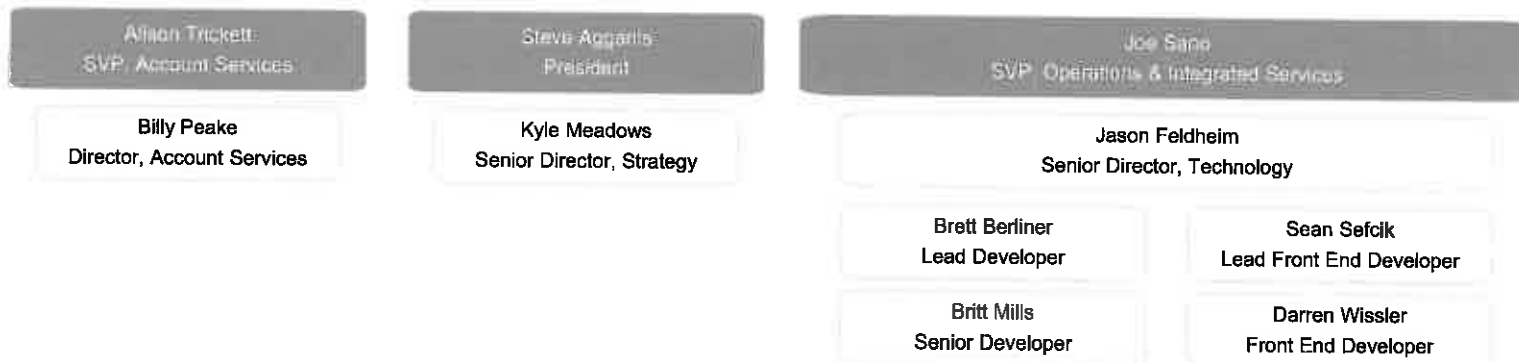 Alison Trickett
SVP, Account Services
Billy Peake
Director, Account Services
Steve Aggarris
President
Kyle Meadows
Senior Director, Strategy
Joe Sano
SVP, Operations & Integrated Services
Jason Feldheim
Senior Director, Technology
Brett Berliner
Lead Developer
Sean Sefcik
Lead Front End Developer
Britt Mills
Senior Developer
Darren Wissler
Front End Developer